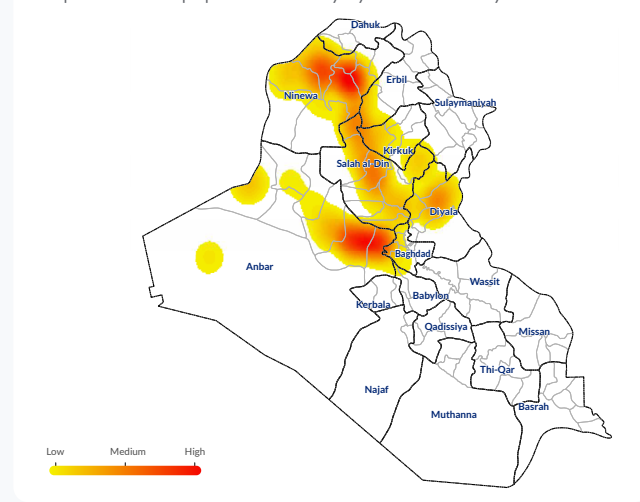 Dahuk
Erbil
Ninewa
Sulaymaniyah
Kirkuk
Salah al-Din
Diyala
Baghdad
Anbar
Wassit
Babylon
Kerbala
Qadissiya
Missan
Thi-Qar
Najaf
Basrah
Muthanna
Low Medium High